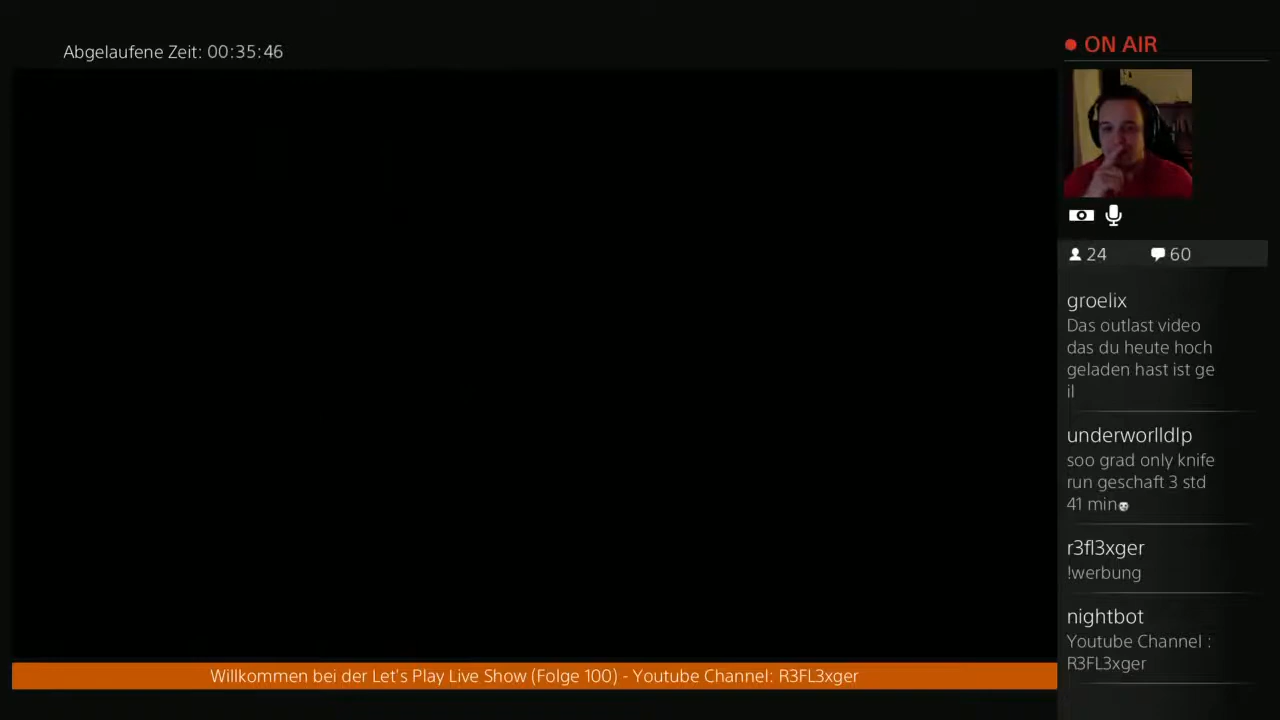 Abgelaufene Zeit: 00:35:46
ON AIR
24
60
groelix
Das outlast video
das du heute hoch
geladen hast ist ge
il
underworlldlp
soo grad only knife
run geschaft 3 std
41 min
r3fl3xger
!werbung
nightbot
Youtube Channel :
R3FL3xger
Willkommen bei der Let's Play Live Show (Folge 100) - Youtube Channel: R3FL3xger